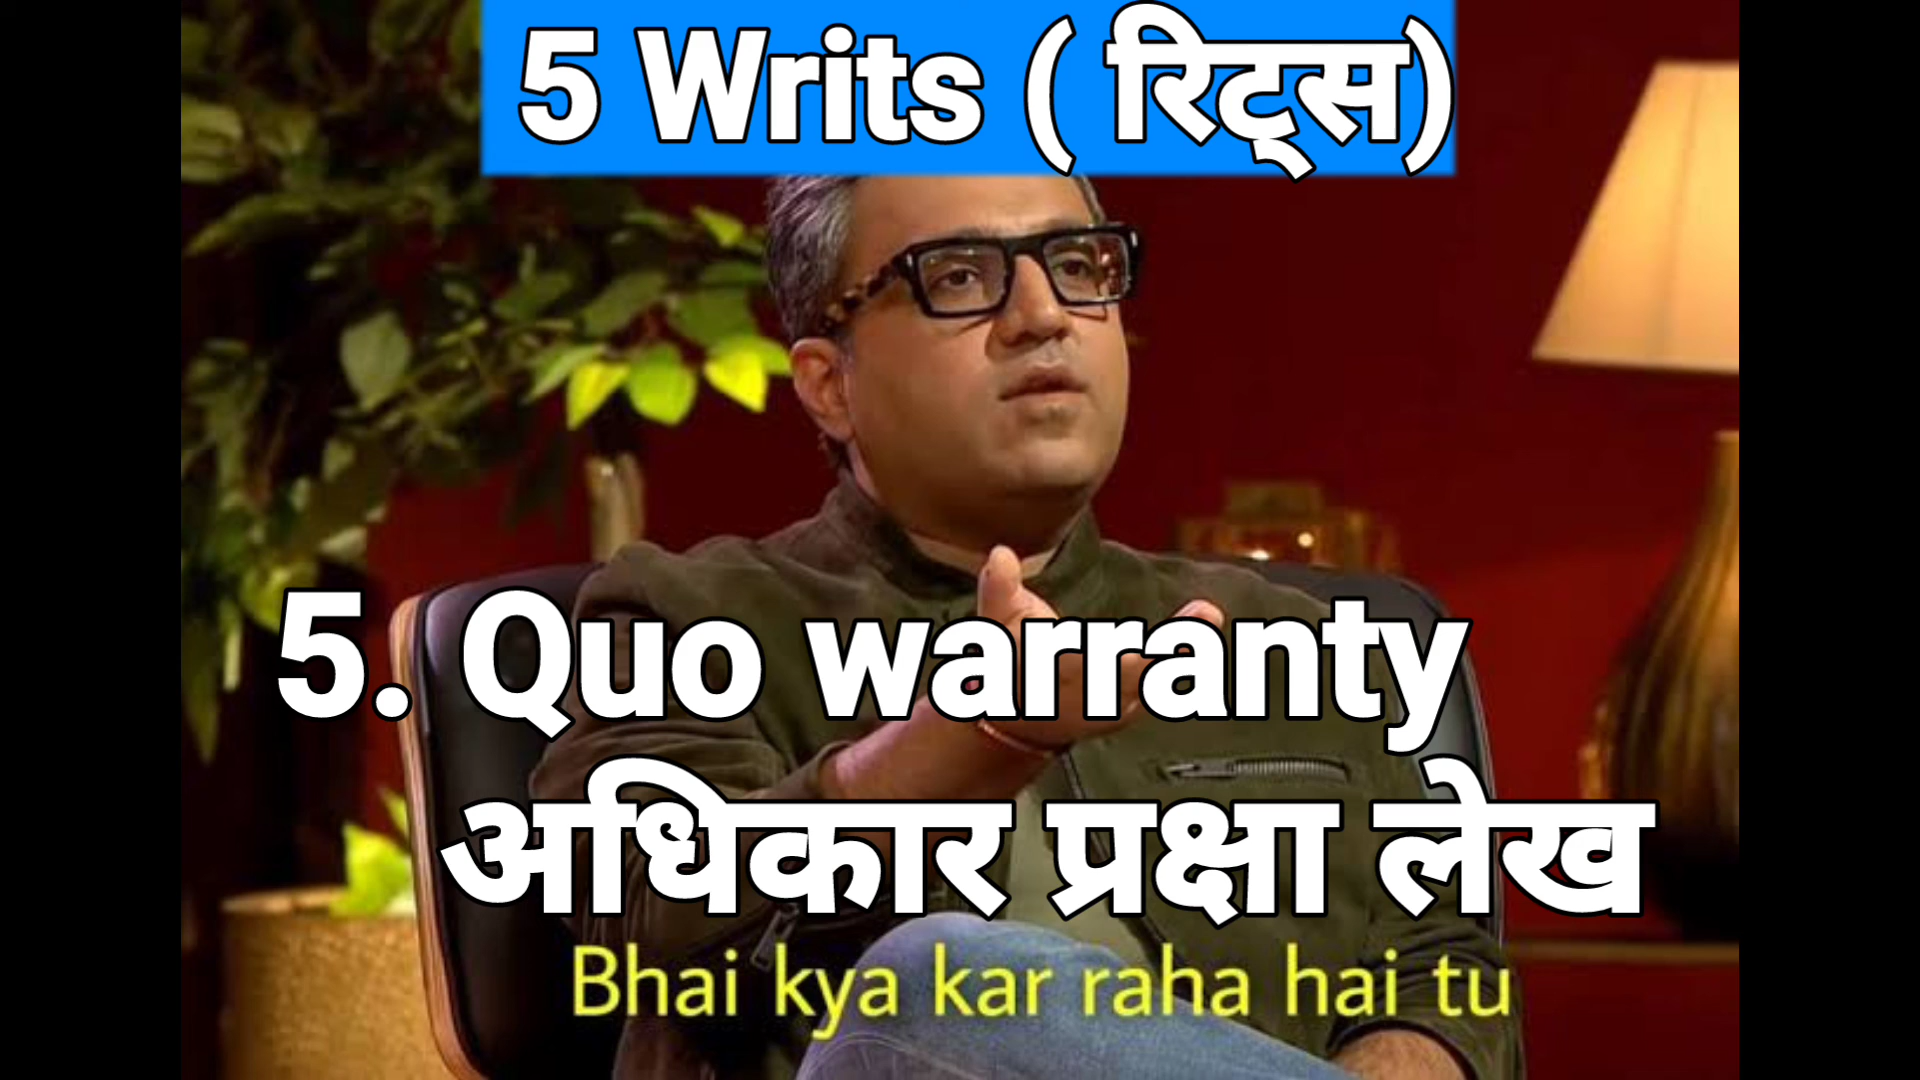 5 Writs ( रिट्स)
5. Quo warranty
अधिकार प्रक्षा लेख
Bhai kya kar raha hai tu